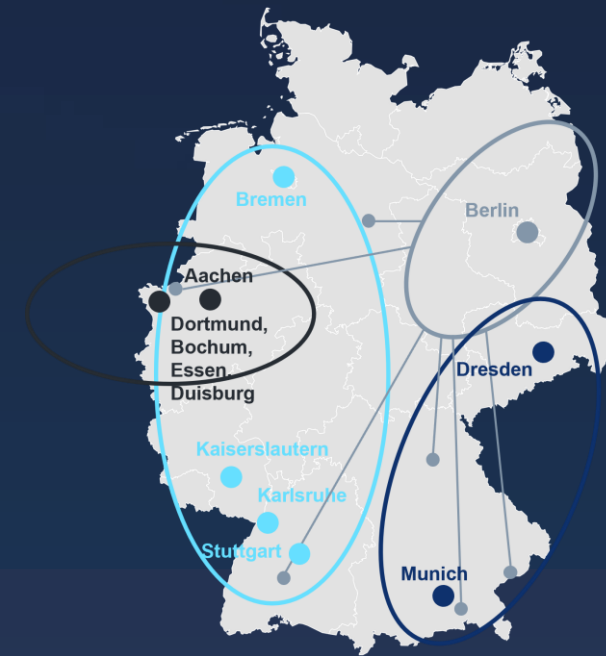 Bremen
Berlin
Aachen
Dortmund,
Bochum,
Essen,
Duisburg
Dresden
Kaiserslautern
Karlsruhe
Stuttgart
Munich